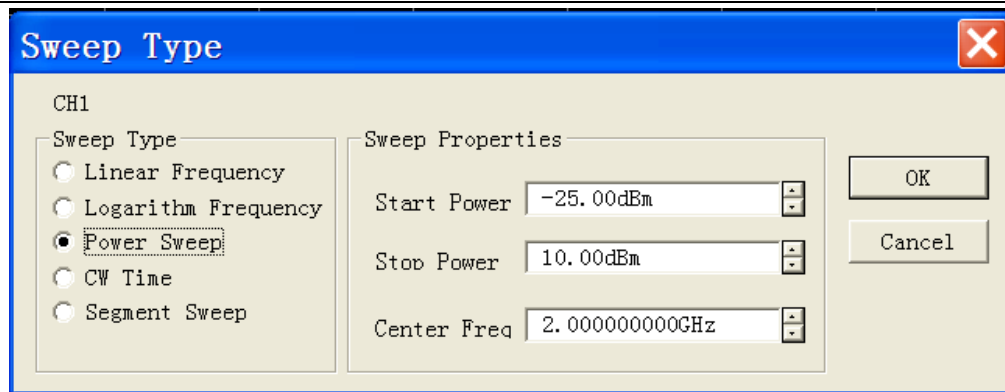 Sweep Type
CH1
Sweep Type
Linear Frequency
Logarithm Frequency
Power Sweep
CW Time
Segment Sweep
Sweep Properties
Start Power -25.00dBm
Stop Power 10.00dBm
Center Freq 2.000000000GHz
OK
Cancel